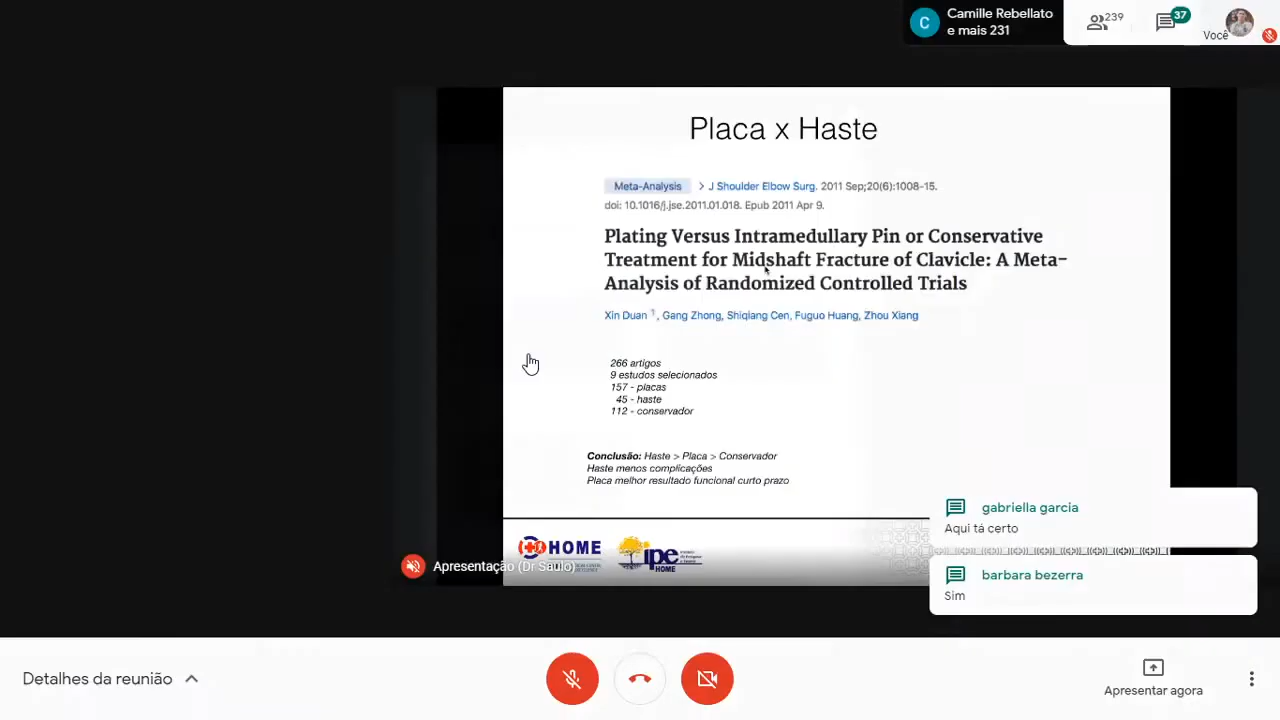 Camille Rebellato
e mais 231
239
37
Você
C
Placa x Haste
Meta-Analysis > J Shoulder Elbow Surg. 2011 Sep;20(6):1008-15.
doi: 10.1016/j.jse.2011.01.018. Epub 2011 Apr 9.
Plating Versus Intramedullary Pin or Conservative
Treatment for Midshaft Fracture of Clavicle: A Meta-
Analysis of Randomized Controlled Trials
Xin Duan 1, Gang Zhong, Shiqiang Cen, Fuguo Huang, Zhou Xiang
266 artigos
9 estudos selecionados
157 - placas
45 - haste
112 - conservador
Conclusão: Haste > Placa > Conservador
Haste menos complicações
Placa melhor resultado funcional curto prazo
gabriella garcia
Aqui tá certo
barbara bezerra
Sim
HOME
ipe
HOME
Apresentação (Dr Saulo)
Detalhes da reunião
Apresentar agora